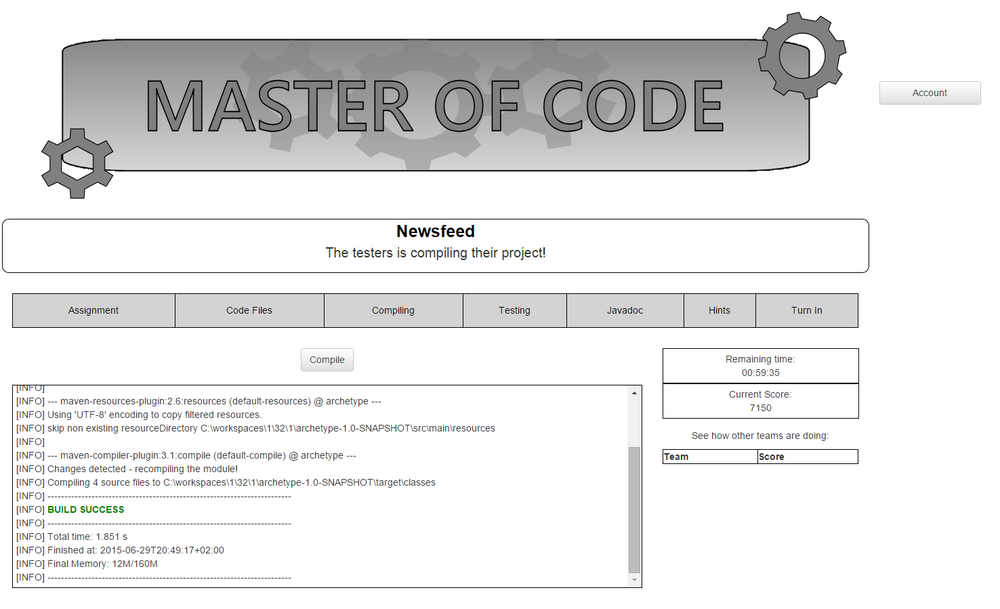 MASTER OF CODE
Account
Newsfeed
The testers is compiling their project!
Assignment Code Files Compiling Testing Javadoc Hints Turn In
Compile
[INFO]
[INFO] --- maven-resources-plugin:2.6:resources (default-resources) @ archetype ---
[INFO] Using 'UTF-8' encoding to copy filtered resources.
[INFO] skip non existing resourceDirectory C:\workspaces\1\32\1\archetype-1.0-SNAPSHOT\src\main\resources
[INFO]
[INFO] --- maven-compiler-plugin:3.1:compile (default-compile) @ archetype ---
[INFO] Changes detected - recompiling the module!
[INFO] Compiling 4 source files to C:\workspaces\1\32\1\archetype-1.0-SNAPSHOT\target\classes
[INFO] ------------------------------------------------------------------------
[INFO] BUILD SUCCESS
[INFO] ------------------------------------------------------------------------
[INFO] Total time: 1.851 s
[INFO] Finished at: 2015-06-29T20:49:17+02:00
[INFO] Final Memory: 12M/160M
[INFO] ------------------------------------------------------------------------
Remaining time:
00:59:35
Current Score:
7150
See how other teams are doing:
Team Score